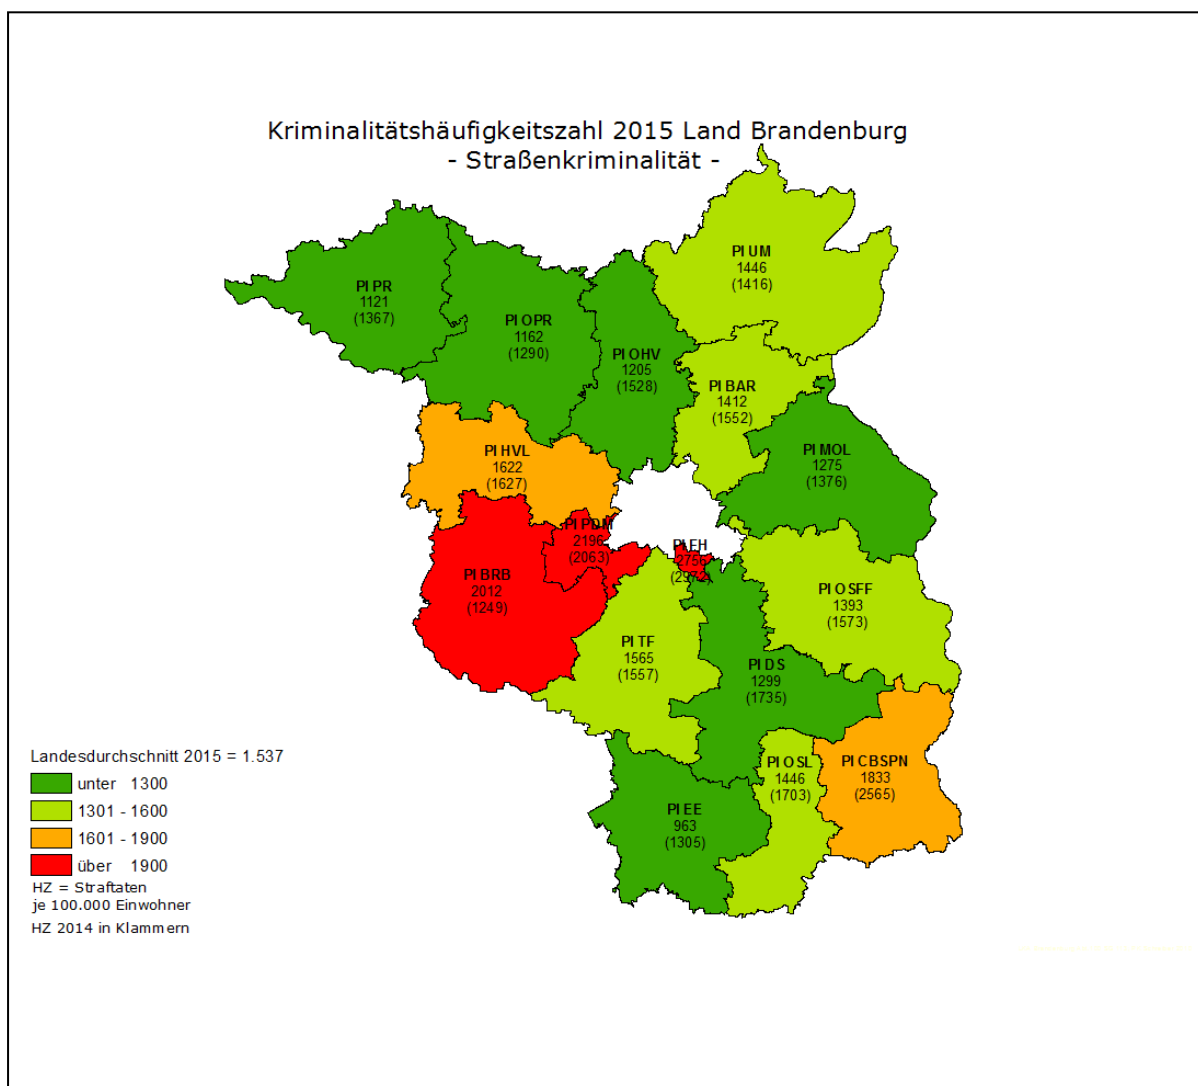 Kriminalitätshäufigkeitszahl 2015 Land Brandenburg
- Straßenkriminalität -
PI UM
1446
(1416)
PI PR
1121
(1367)
PI OPR
1162
(1290)
PI OHV
1205
(1528)
PI BAR
1412
(1552)
PI MOL
1275
(1376)
PI HVL
1622
(1627)
PI PDM
2196
(2063)
PI EH
2756
(2972)
PI BRB
2012
(1249)
PI OSFF
1393
(1573)
PI TF
1565
(1557)
PI DS
1299
(1735)
PI OSL
1446
(1703)
PI CBSPN
1833
(2565)
PI EE
963
(1305)
Landesdurchschnitt 2015 = 1.537
unter 1300
1301 - 1600
1601 - 1900
über 1900
HZ = Straftaten
je 100.000 Einwohner
HZ 2014 in Klammern